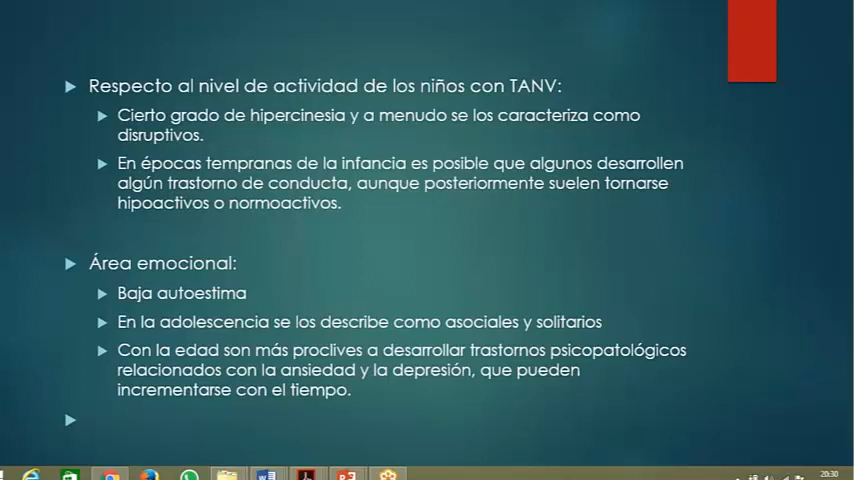 Respecto al nivel de actividad de los niños con TANV:
Cierto grado de hipercinesia y a menudo se los caracteriza como
disruptivos.
En épocas tempranas de la infancia es posible que algunos desarrollen
algún trastorno de conducta, aunque posteriormente suelen tornarse
hipoactivos o normoactivos.
Área emocional:
Baja autoestima
En la adolescencia se los describe como asociales y solitarios
Con la edad son más proclives a desarrollar trastornos psicopatológicos
relacionados con la ansiedad y la depresión, que pueden
incrementarse con el tiempo.
20:30